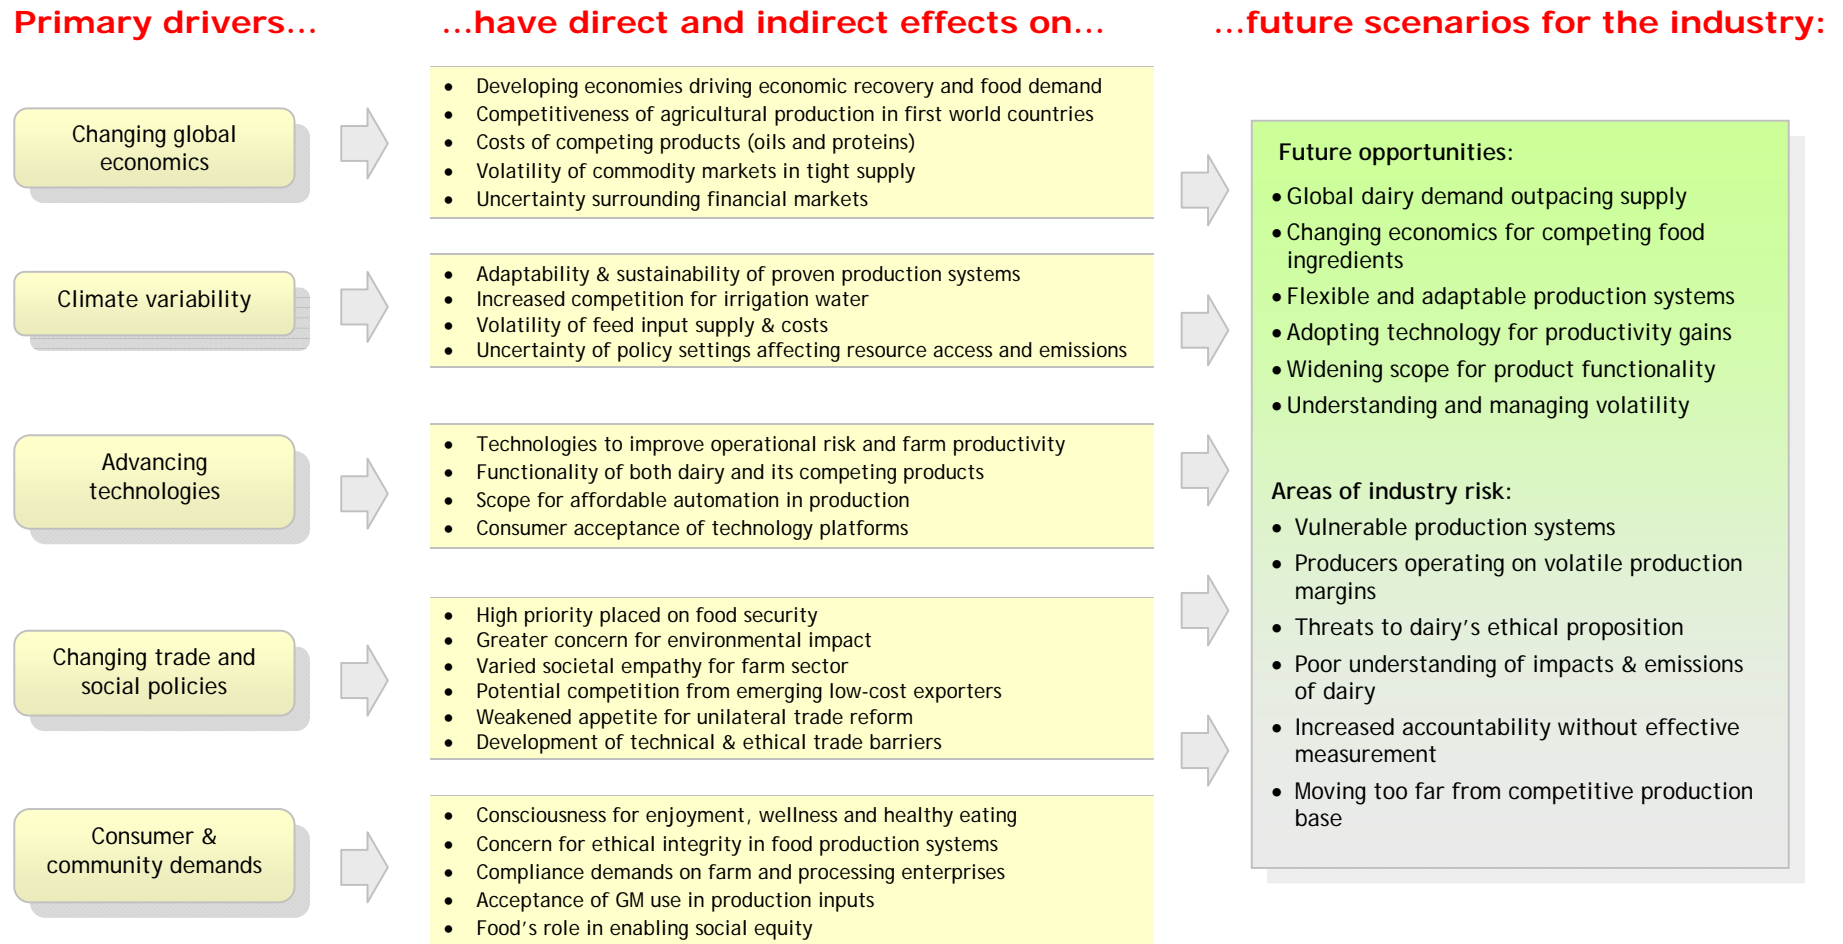 Primary drivers…
…have direct and indirect effects on…
…future scenarios for the industry:
Changing global
economics
• Developing economies driving economic recovery and food demand
• Competitiveness of agricultural production in first world countries
• Costs of competing products (oils and proteins)
• Volatility of commodity markets in tight supply
• Uncertainty surrounding financial markets
Climate variability
• Adaptability & sustainability of proven production systems
• Increased competition for irrigation water
• Volatility of feed input supply & costs
• Uncertainty of policy settings affecting resource access and emissions
Advancing
technologies
• Technologies to improve operational risk and farm productivity
• Functionality of both dairy and its competing products
• Scope for affordable automation in production
• Consumer acceptance of technology platforms
Changing trade and
social policies
• High priority placed on food security
• Greater concern for environmental impact
• Varied societal empathy for farm sector
• Potential competition from emerging low-cost exporters
• Weakened appetite for unilateral trade reform
• Development of technical & ethical trade barriers
Consumer &
community demands
• Consciousness for enjoyment, wellness and healthy eating
• Concern for ethical integrity in food production systems
• Compliance demands on farm and processing enterprises
• Acceptance of GM use in production inputs
• Food's role in enabling social equity
Future opportunities:
• Global dairy demand outpacing supply
• Changing economics for competing food
ingredients
• Flexible and adaptable production systems
• Adopting technology for productivity gains
• Widening scope for product functionality
• Understanding and managing volatility
Areas of industry risk:
• Vulnerable production systems
• Producers operating on volatile production
margins
• Threats to dairy's ethical proposition
• Poor understanding of impacts & emissions
of dairy
• Increased accountability without effective
measurement
• Moving too far from competitive production
base